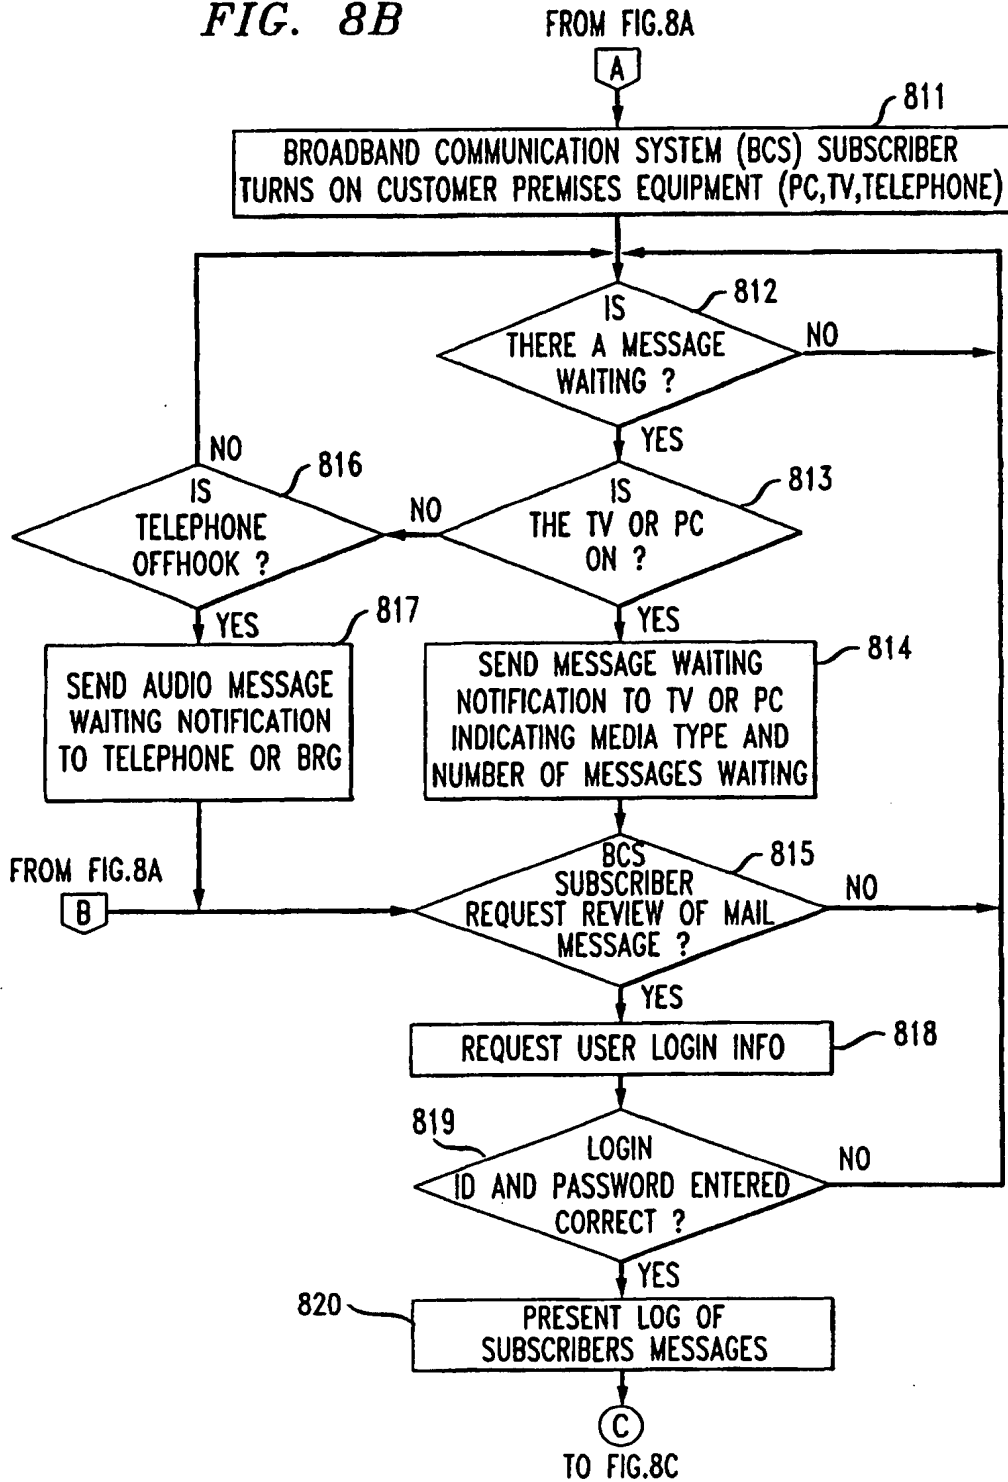 FIG. 8B
FROM FIG.8A
A
811
BROADBAND COMMUNICATION SYSTEM (BCS) SUBSCRIBER
TURNS ON CUSTOMER PREMISES EQUIPMENT (PC,TV,TELEPHONE)
812
IS
THERE A MESSAGE
WAITING ?
NO
YES
813
IS
THE TV OR PC
ON ?
NO
YES
816
NO
IS
TELEPHONE
OFFHOOK ?
YES
817
SEND AUDIO MESSAGE
WAITING NOTIFICATION
TO TELEPHONE OR BRG
814
SEND MESSAGE WAITING
NOTIFICATION TO TV OR PC
INDICATING MEDIA TYPE AND
NUMBER OF MESSAGES WAITING
FROM FIG.8A
B
815
BCS
SUBSCRIBER
REQUEST REVIEW OF MAIL
MESSAGE ?
NO
YES
REQUEST USER LOGIN INFO
818
819
LOGIN
ID AND PASSWORD ENTERED
CORRECT ?
NO
YES
820
PRESENT LOG OF
SUBSCRIBERS MESSAGES
C
TO FIG.8C